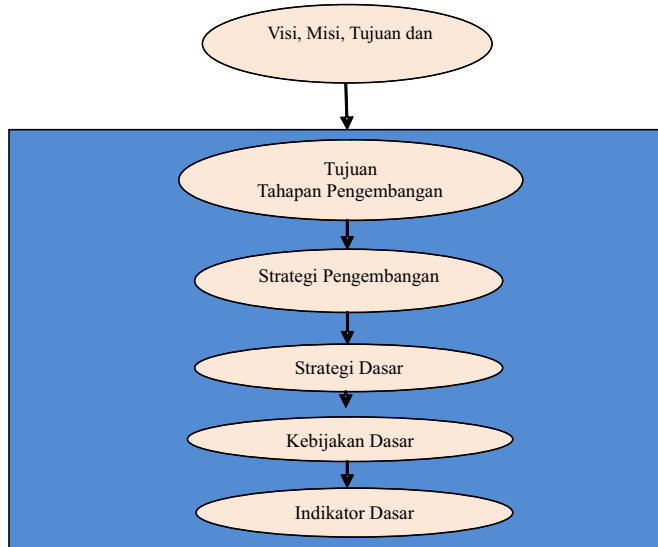 Visi, Misi, Tujuan dan
Tujuan
Tahapan Pengembangan
Strategi Pengembangan
Strategi Dasar
Kebijakan Dasar
Indikator Dasar